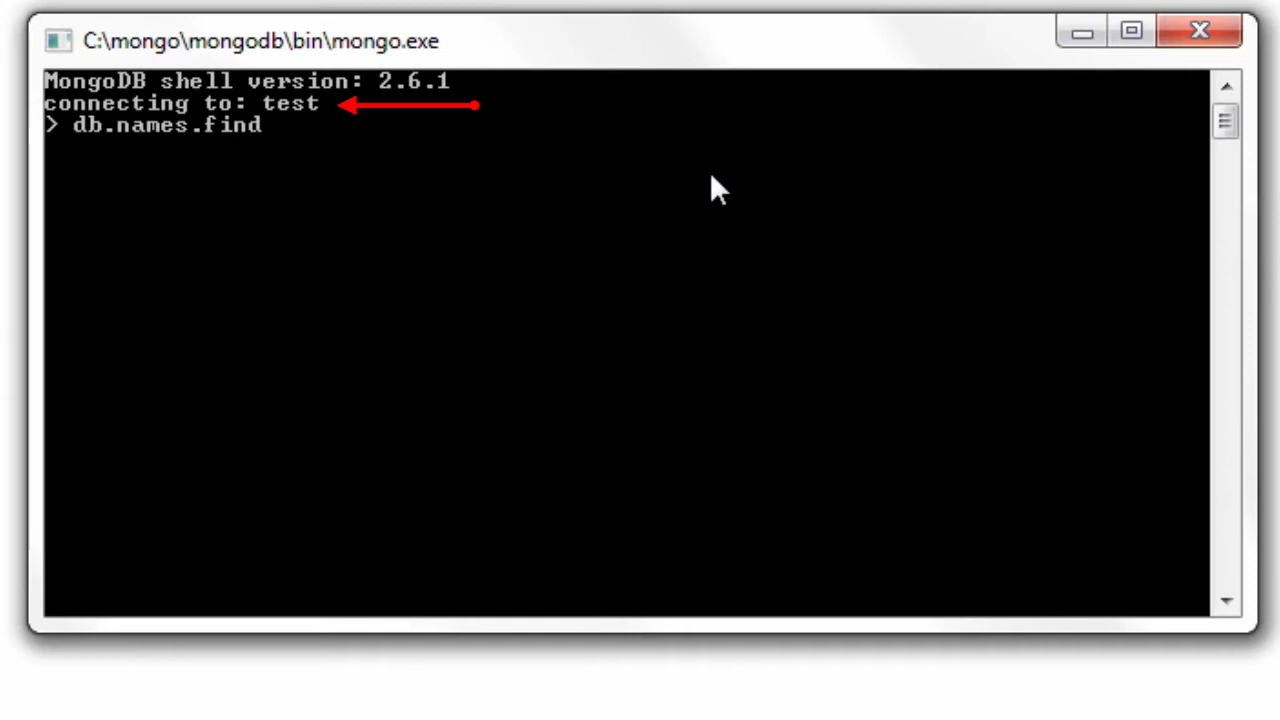 C:\mongo\mongodb\bin\mongo.exe
MongoDB shell version: 2.6.1
connecting to: test
> db.names.find